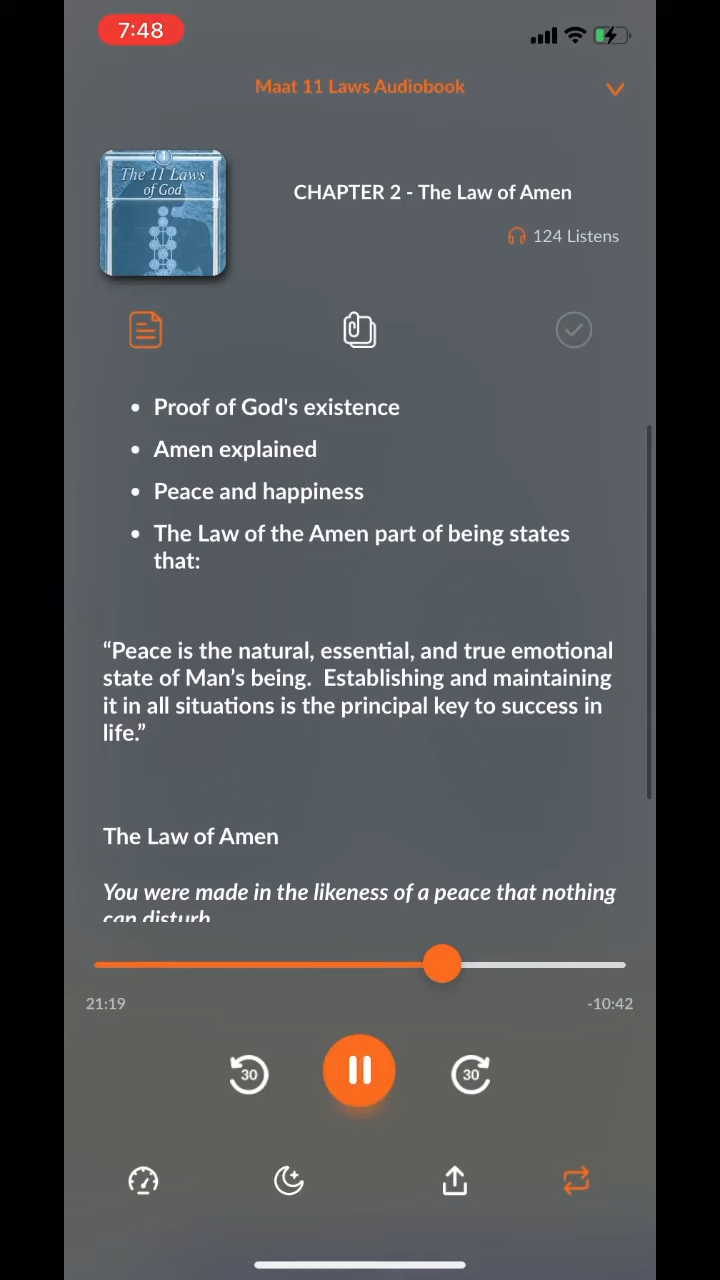 7:48
Maat 11 Laws Audiobook
1
The 11 Laws
of God
CHAPTER 2 - The Law of Amen
124 Listens
• Proof of God's existence
• Amen explained
• Peace and happiness
• The Law of the Amen part of being states
that:
“Peace is the natural, essential, and true emotional
state of Man’s being.  Establishing and maintaining
it in all situations is the principal key to success in
life.”
The Law of Amen
You were made in the likeness of a peace that nothing
can disturb
21:19
-10:42
30
30